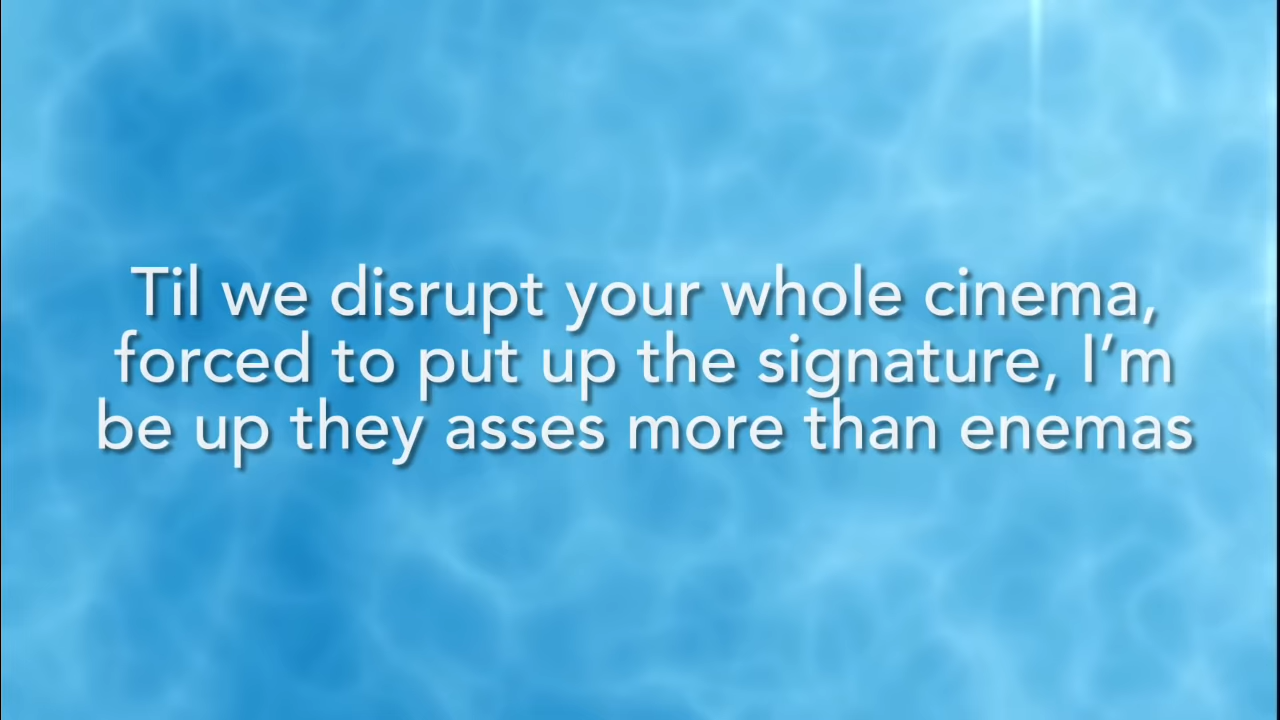 Til we disrupt your whole cinema,
forced to put up the signature, I’m
be up they asses more than enemas